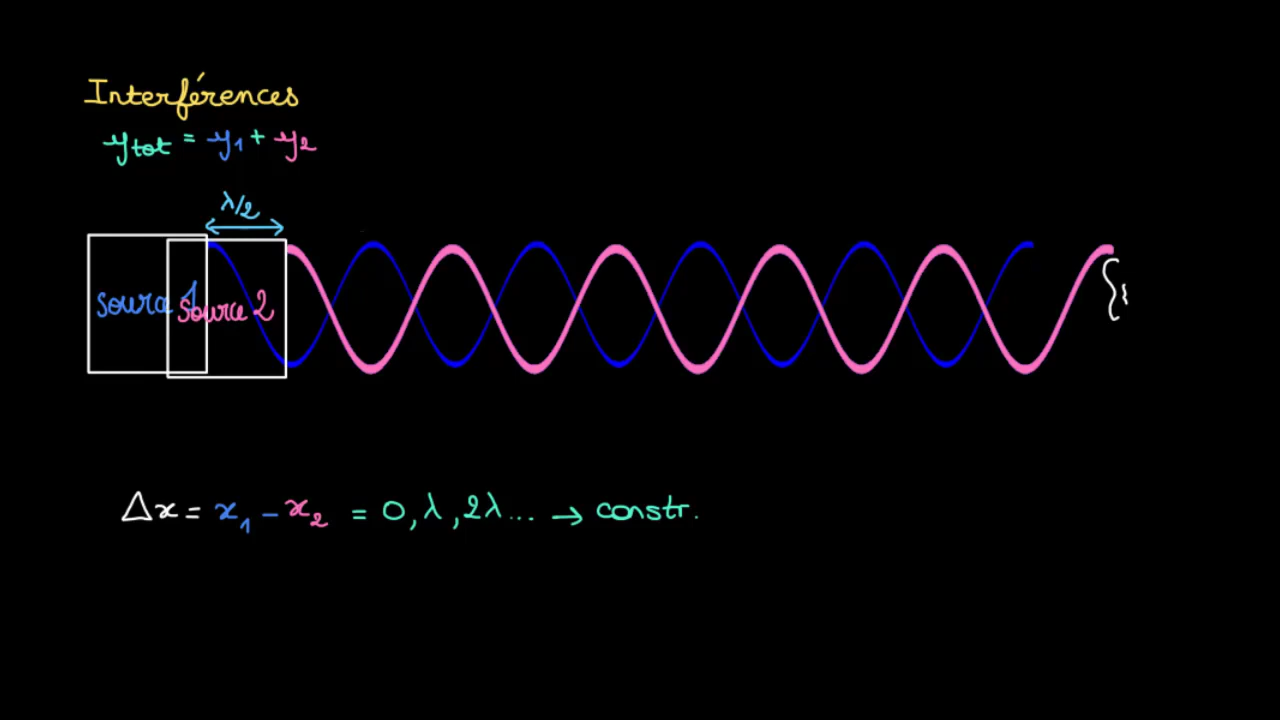 Interférences
ytot = y1 + y2
λ/2
Source 1
Source 2
Δx = x1 - x2 = 0, λ, 2λ... → constr.